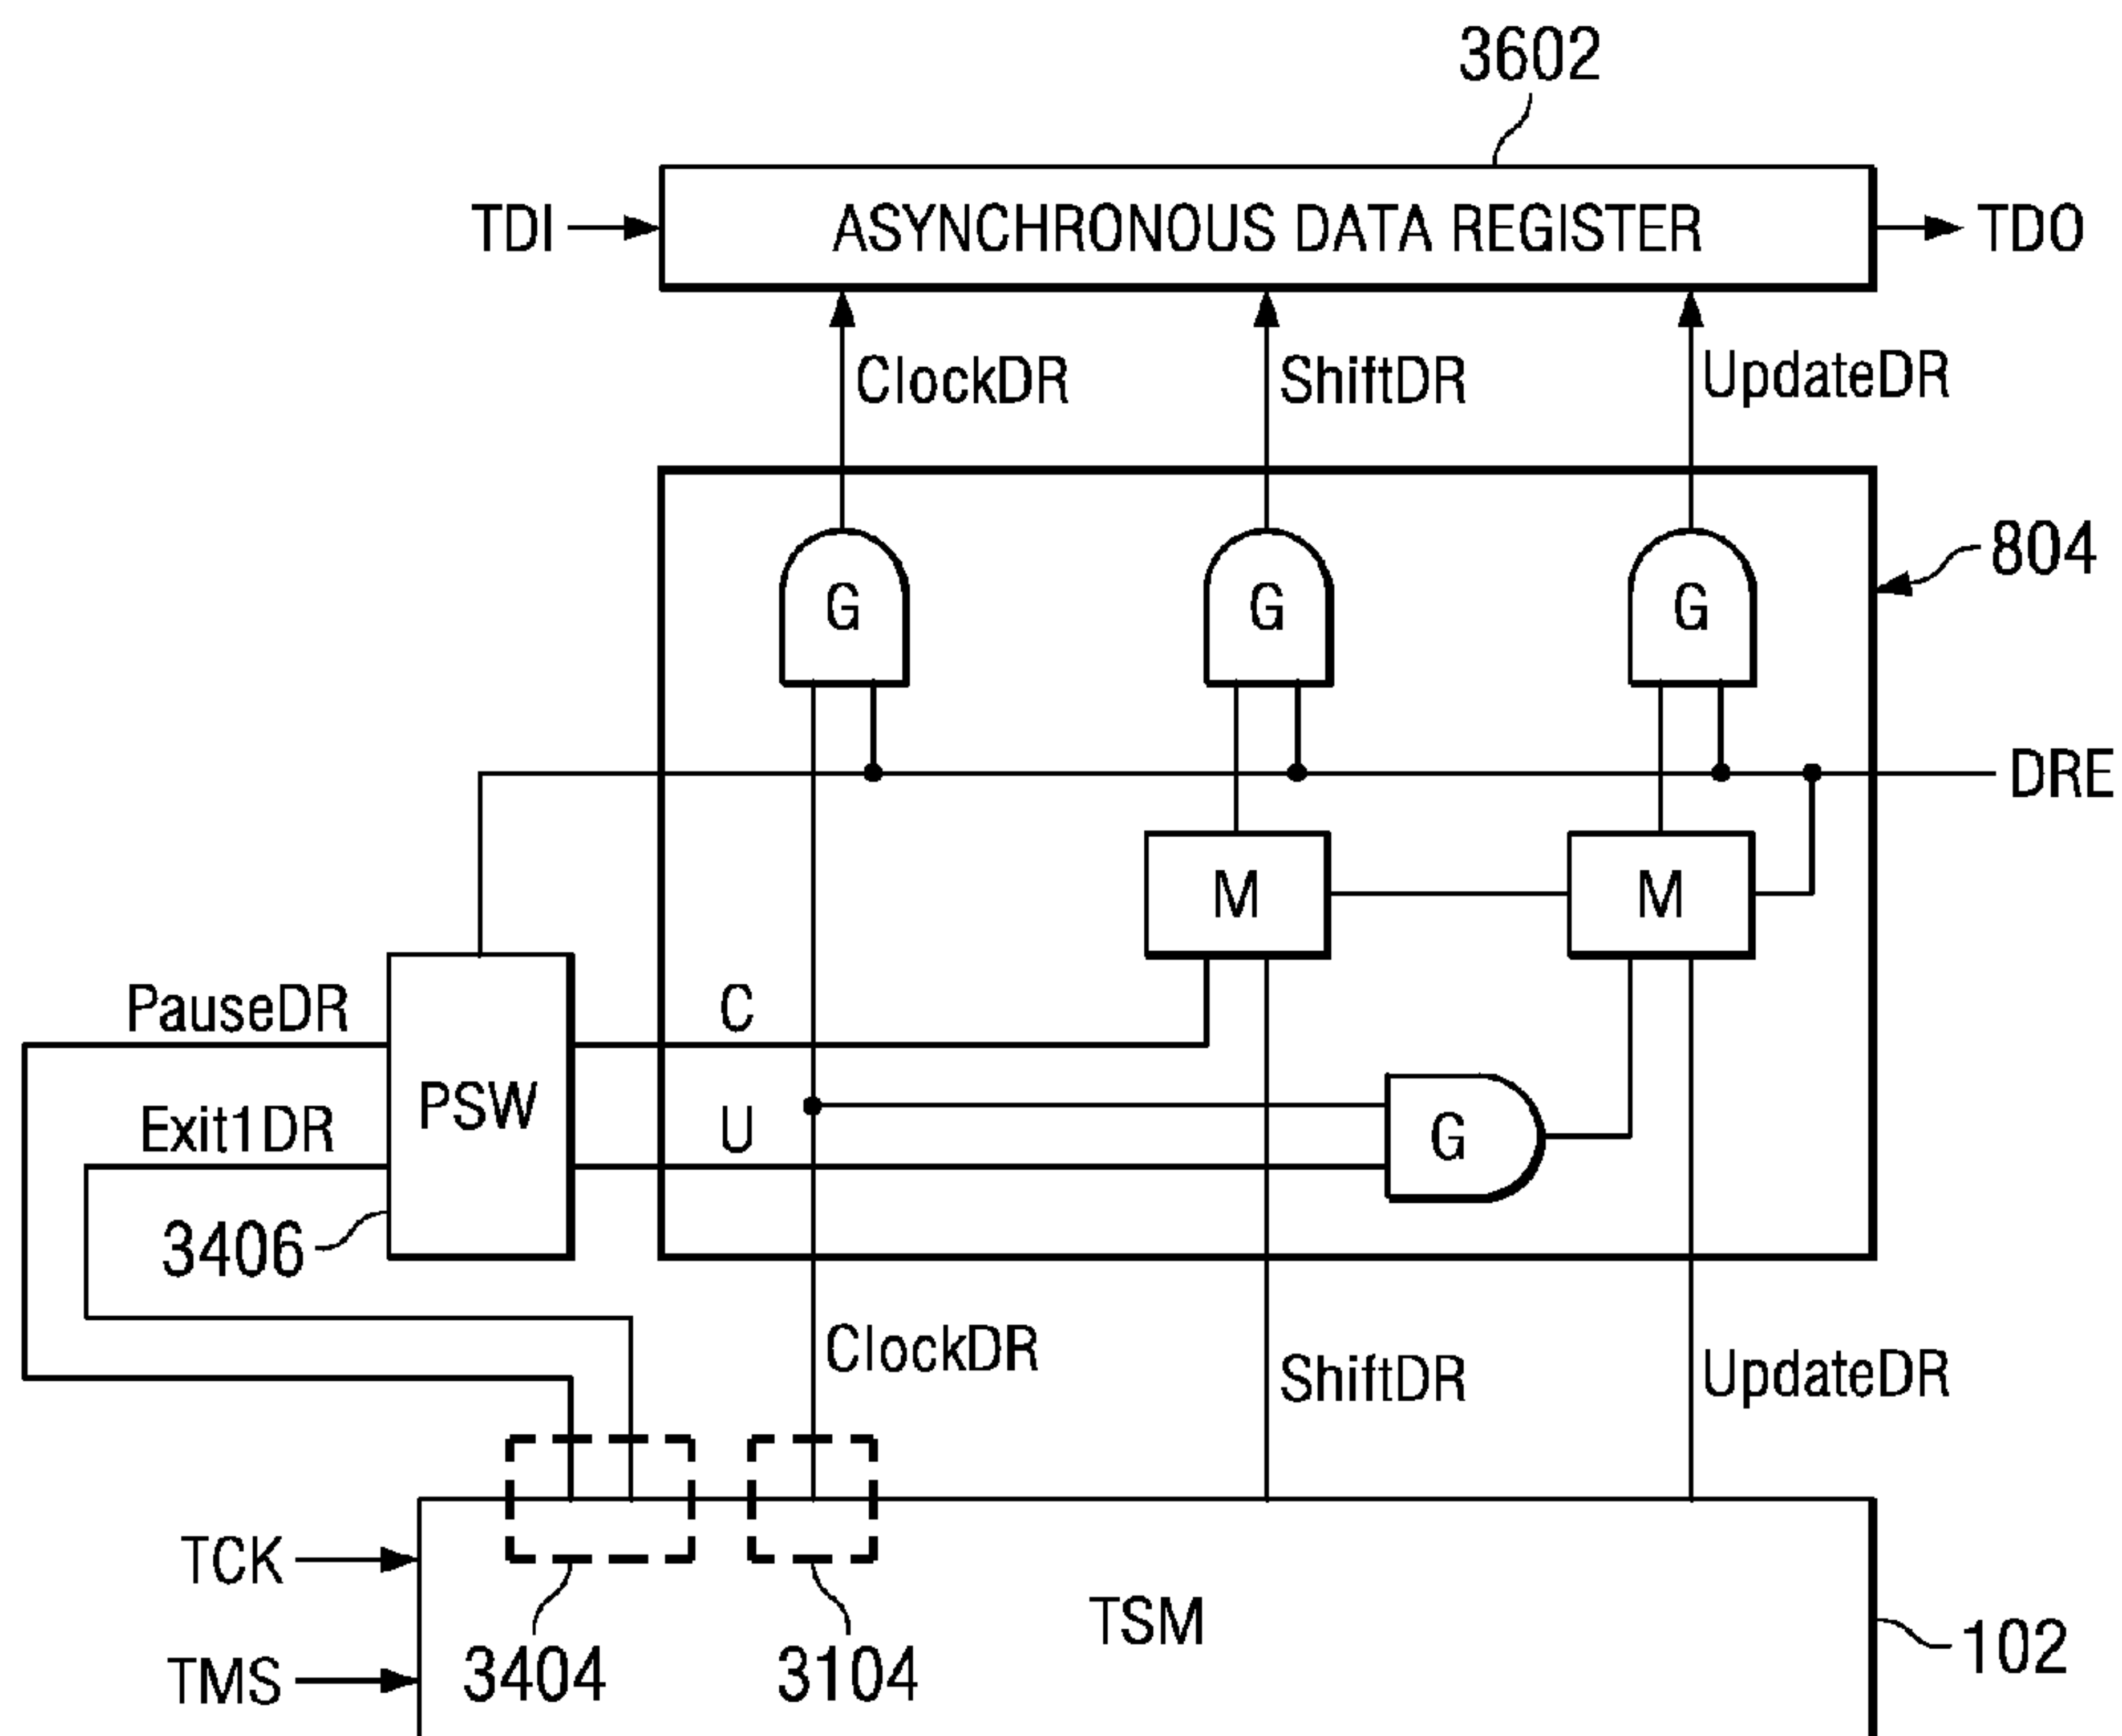 3602
TDI
ASYNCHRONOUS DATA REGISTER
TDO
ClockDR
ShiftDR
UpdateDR
804
G
G
G
DRE
M
M
PauseDR
C
PSW
Exit1DR
U
G
3406
ClockDR
ShiftDR
UpdateDR
TCK
TSM
TMS
3404
3104
102